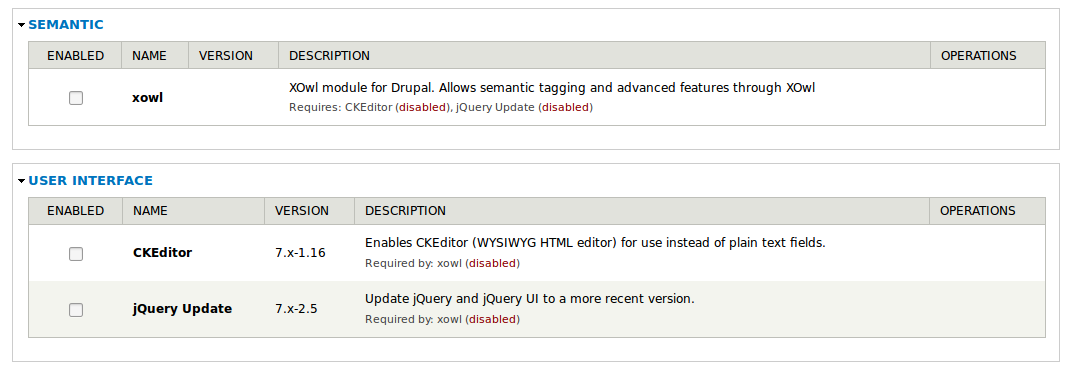 SEMANTIC
ENABLED NAME VERSION DESCRIPTION OPERATIONS
xowl XOwl module for Drupal. Allows semantic tagging and advanced features through XOwl
Requires: CKEditor (disabled), jQuery Update (disabled)
USER INTERFACE
ENABLED NAME VERSION DESCRIPTION OPERATIONS
CKEditor 7.x-1.16 Enables CKEditor (WYSIWYG HTML editor) for use instead of plain text fields.
Required by: xowl (disabled)
jQuery Update 7.x-2.5 Update jQuery and jQuery UI to a more recent version.
Required by: xowl (disabled)